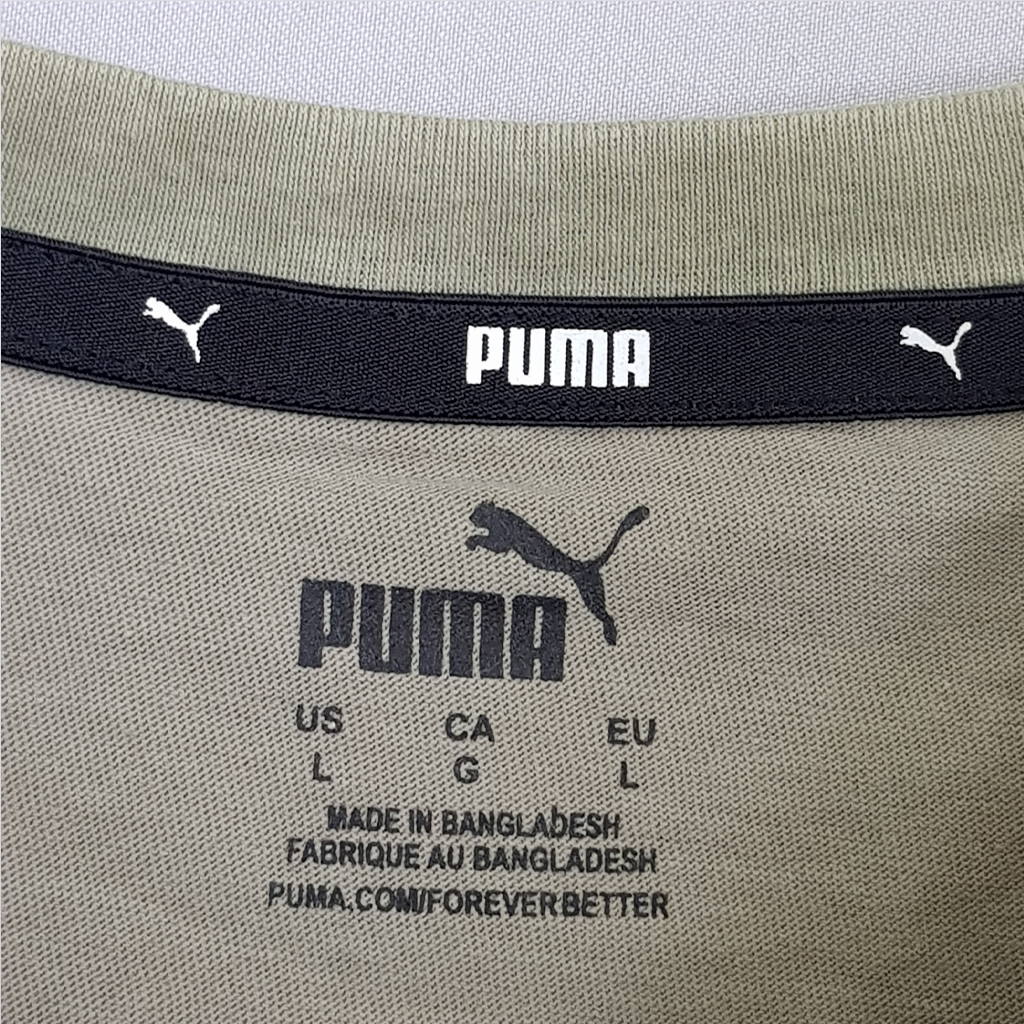 PUMA
PUMA
US CA EU
L G L
MADE IN BANGLADESH
FABRIQUE AU BANGLADESH
PUMA.COM/FOREVERBETTER